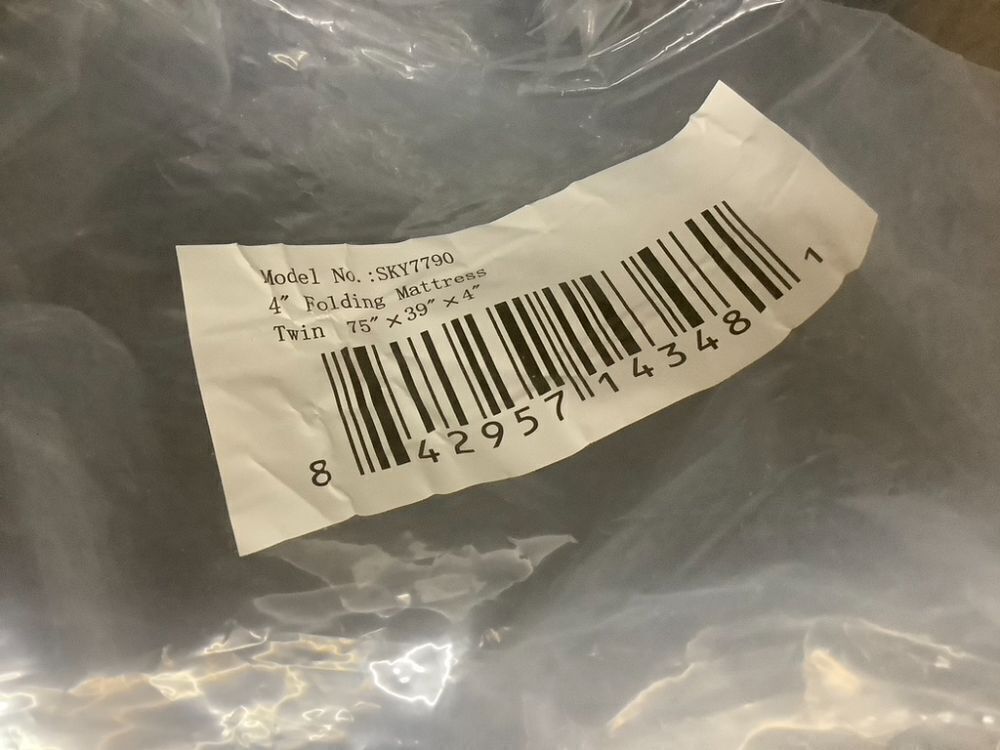 Model No.:SKY7790
4″ Folding Mattress
Twin 75″×39″×4″
8 42957 14348 1